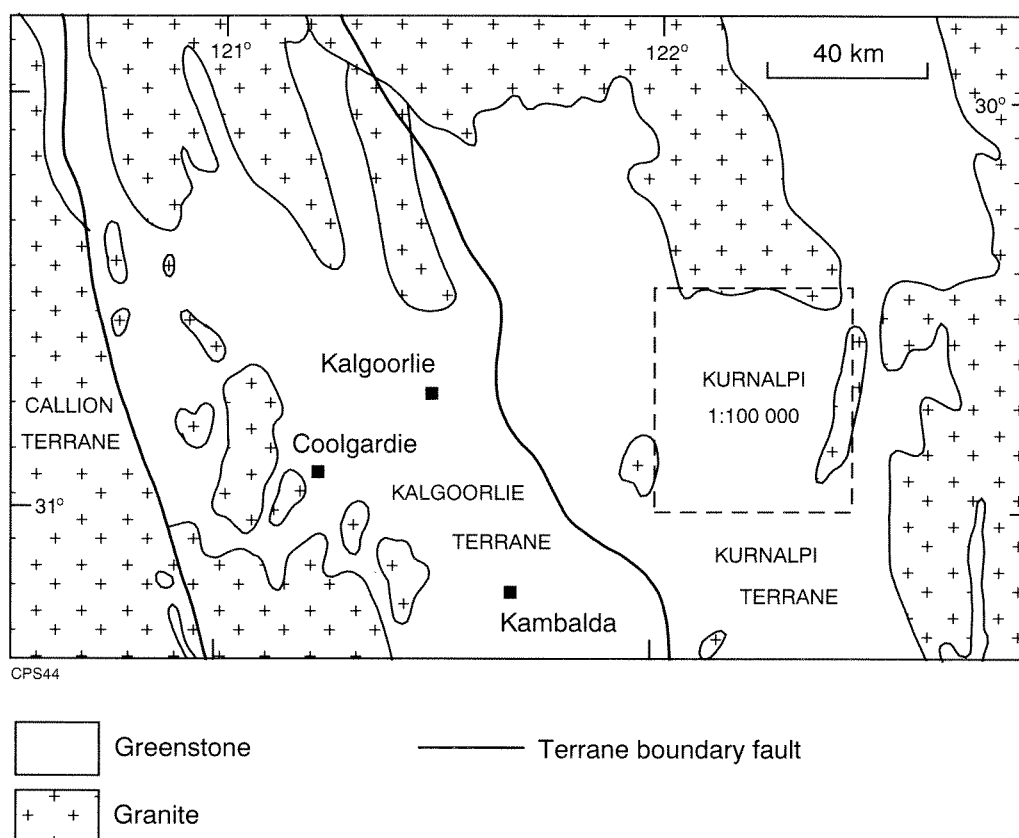 121°
122°
40 km
30°
Kalgoorlie
KURNALPI
1:100 000
CALLION
TERRANE
Coolgardie
KALGOORLIE
31°
TERRANE
KURNALPI
TERRANE
Kambalda
CPS44
Greenstone
Terrane boundary fault
Granite